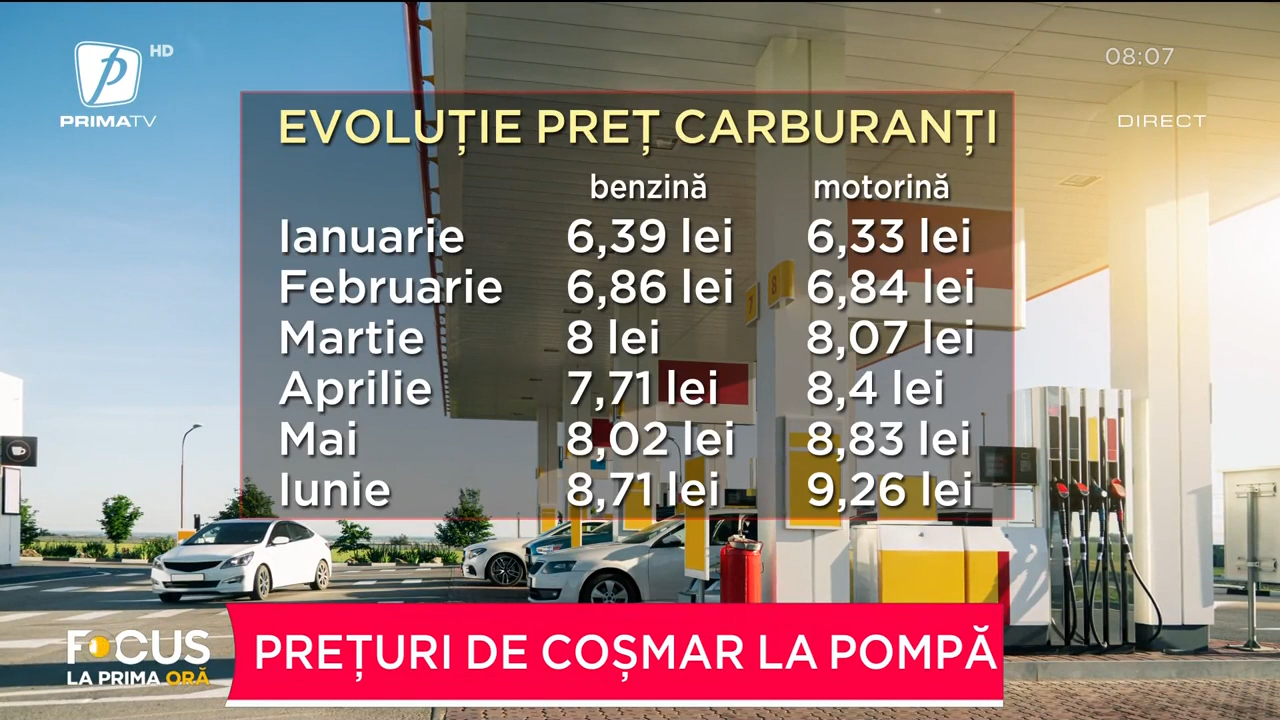 HD
PRIMATV
08:07
DIRECT
EVOLUȚIE PREȚ CARBURANȚI
benzină motorină
Ianuarie 6,39 lei 6,33 lei
Februarie 6,86 lei 6,84 lei
Martie 8 lei 8,07 lei
Aprilie 7,71 lei 8,4 lei
Mai 8,02 lei 8,83 lei
Iunie 8,71 lei 9,26 lei
7 8
FOCUS
LA PRIMA ORĂ
PREȚURI DE COȘMAR LA POMPĂ